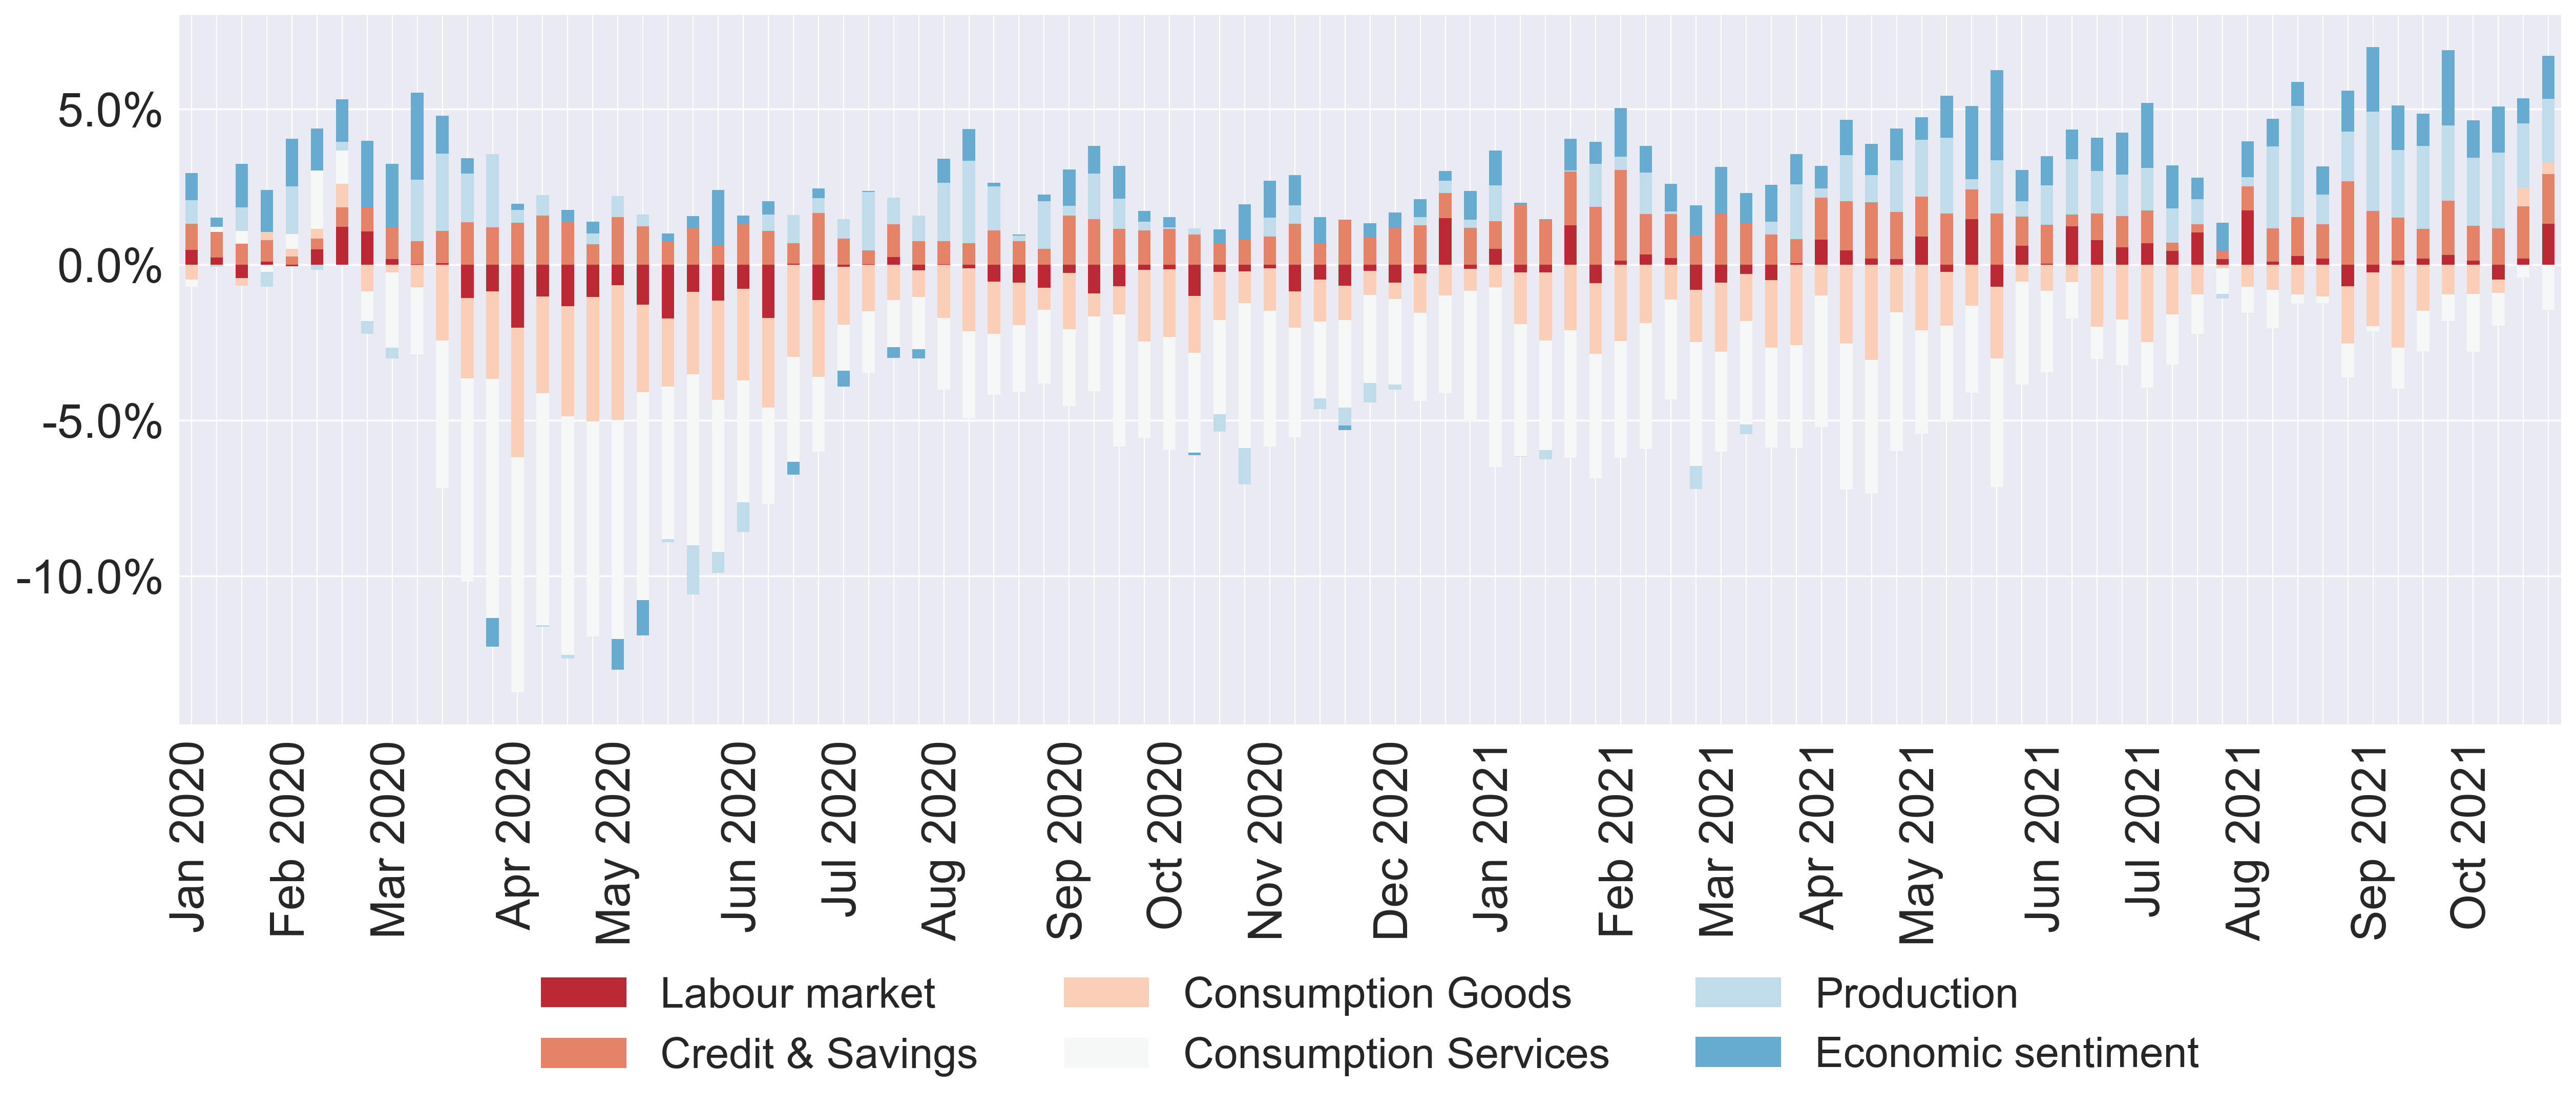 5.0%
0.0%
-5.0%
-10.0%
Jan 2020
Feb 2020
Mar 2020
Apr 2020
May 2020
Jun 2020
Jul 2020
Aug 2020
Sep 2020
Oct 2020
Nov 2020
Dec 2020
Jan 2021
Feb 2021
Mar 2021
Apr 2021
May 2021
Jun 2021
Jul 2021
Aug 2021
Sep 2021
Oct 2021
Labour market
Credit & Savings
Consumption Goods
Consumption Services
Production
Economic sentiment